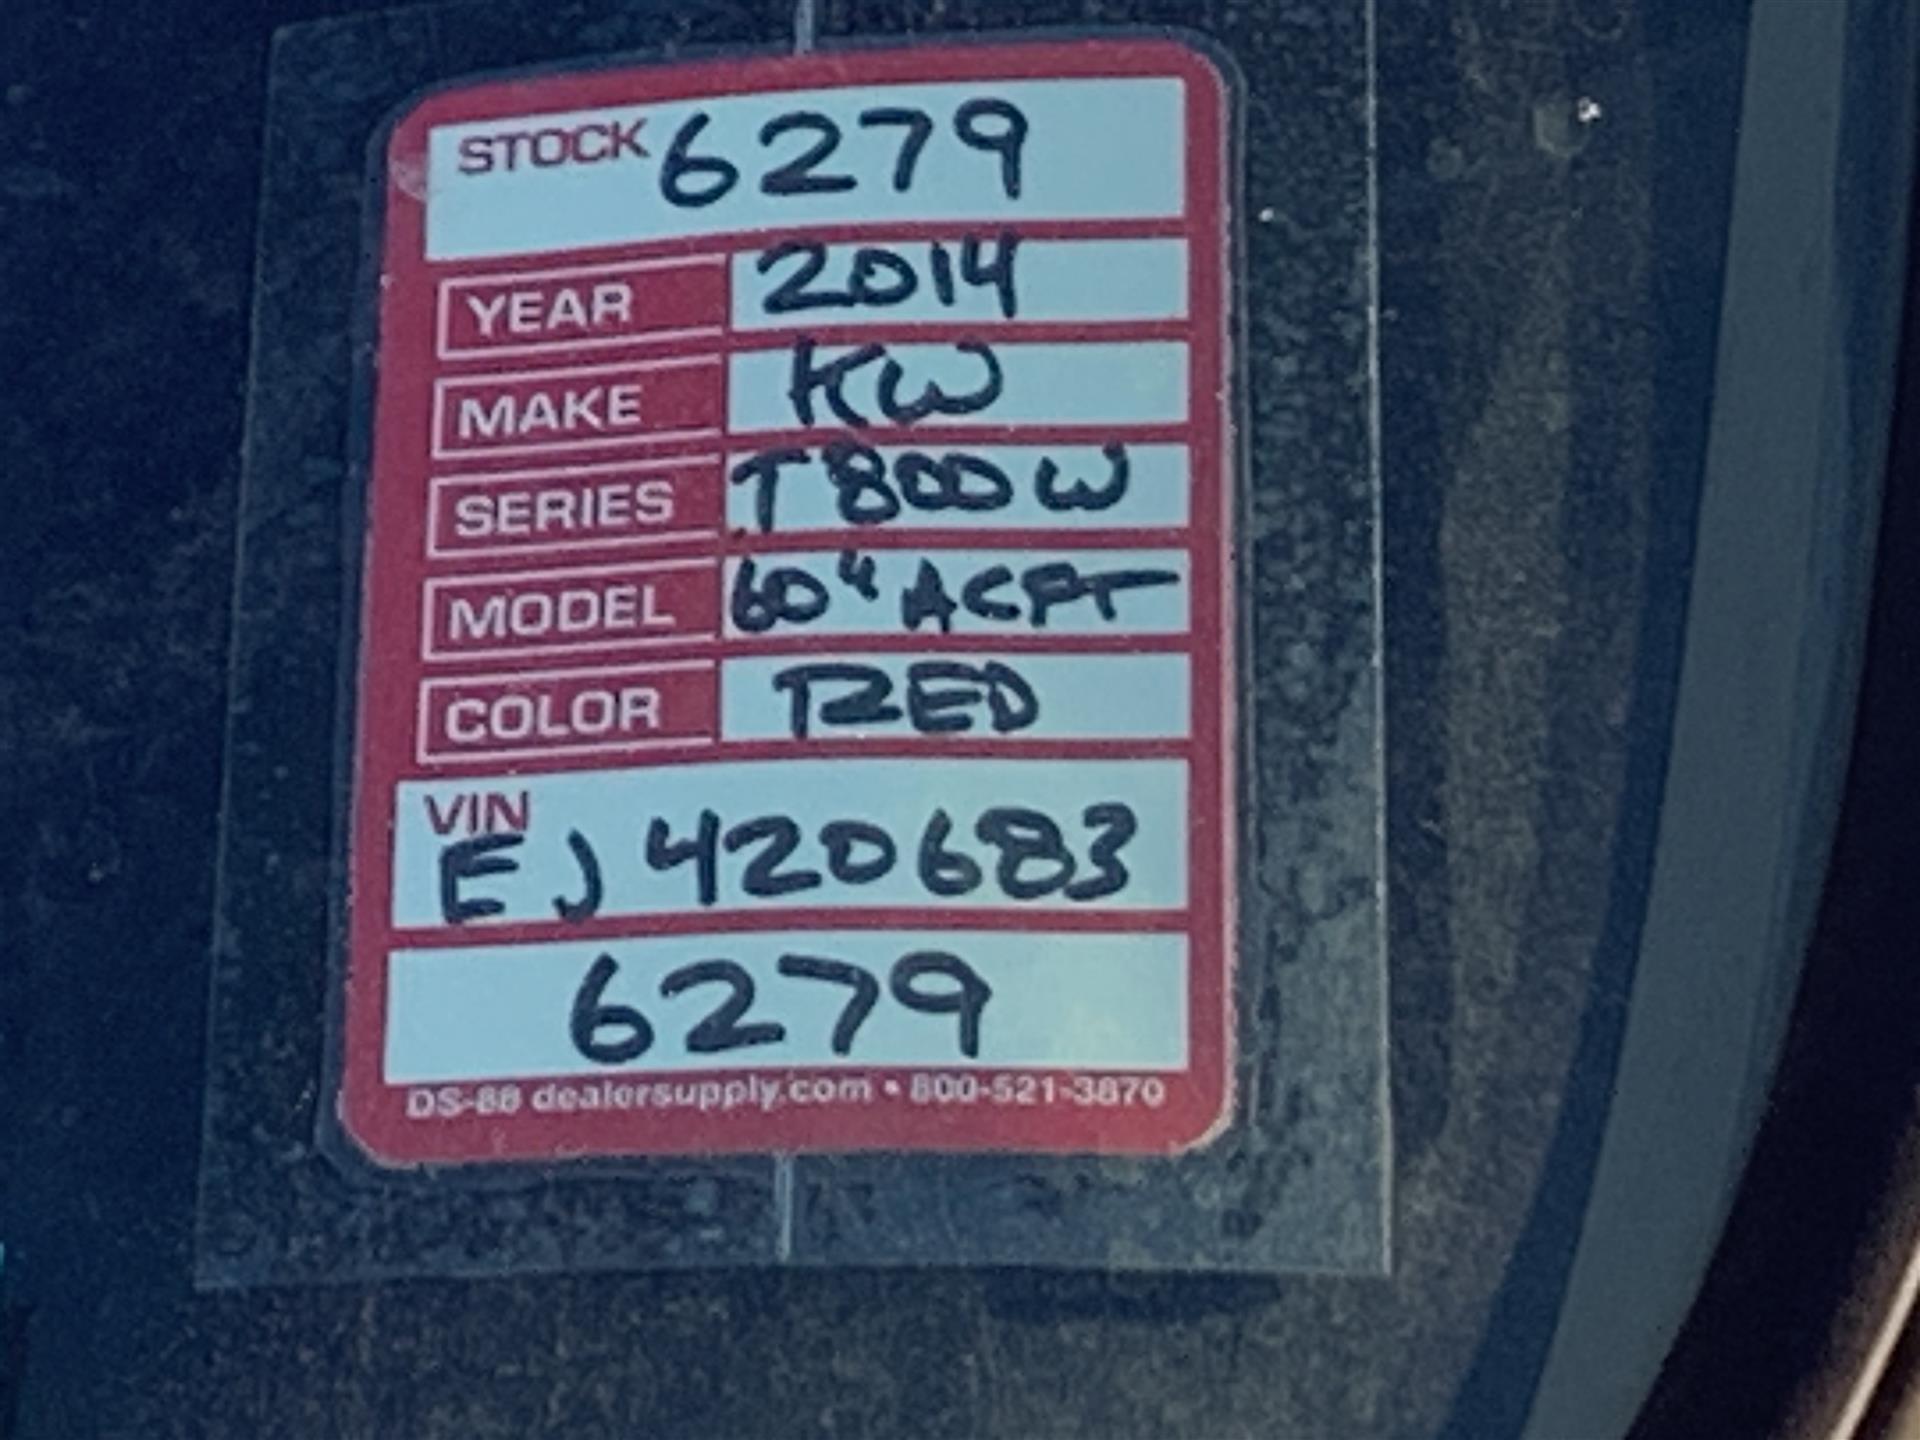 STOCK 6279
YEAR 2014
MAKE KW
SERIES T800W
MODEL 60" ACFT
COLOR RED
VIN
EJ420683
6279
DS-88 dealersupply.com • 800-521-3870